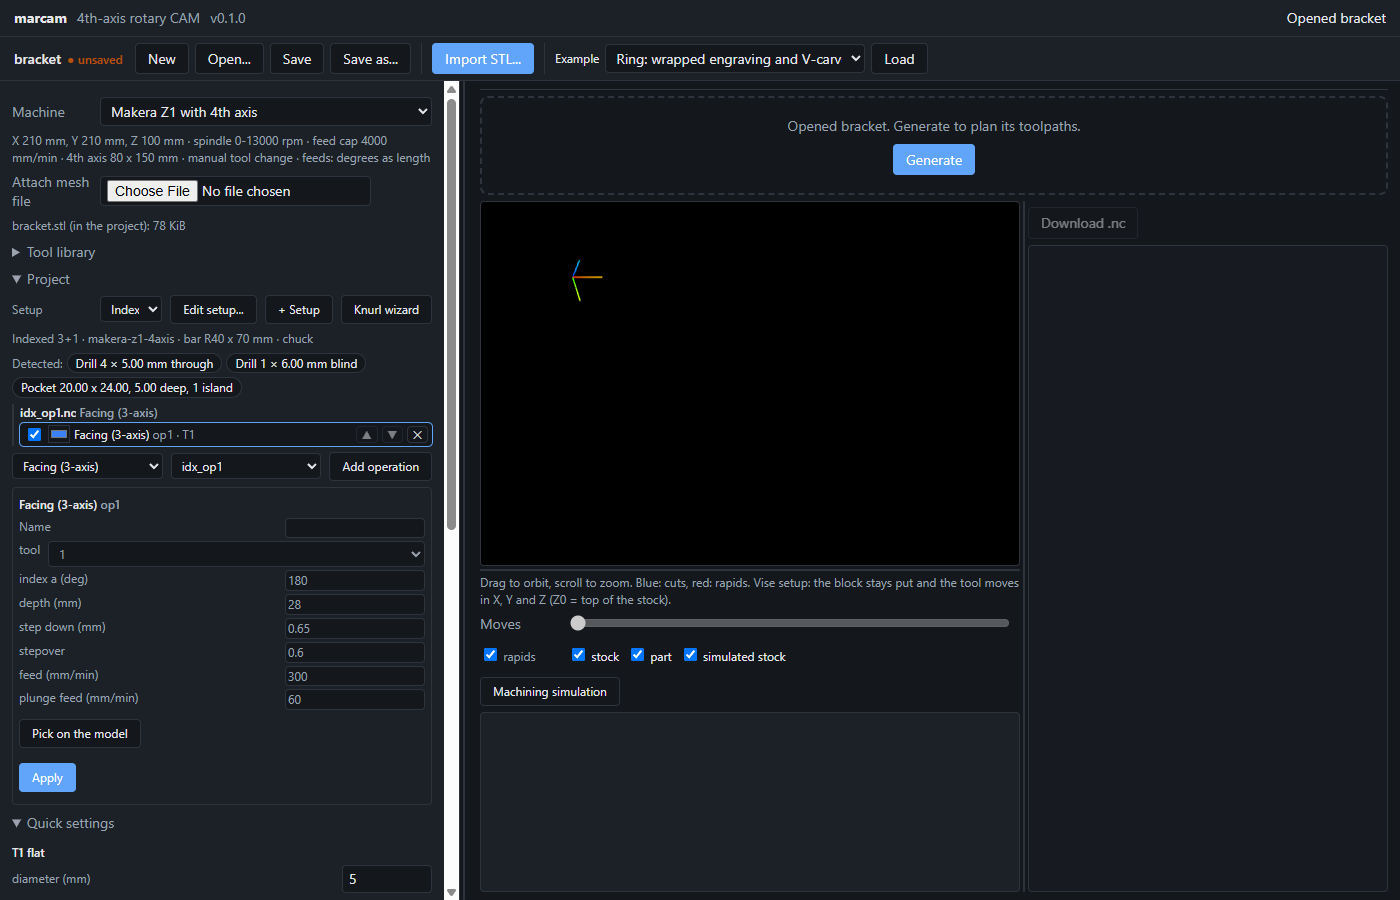 marcam 4th-axis rotary CAM v0.1.0 Opened bracket
bracket • unsaved New Open... Save Save as... Import STL... Example Ring: wrapped engraving and V-carv Load
Machine Makera Z1 with 4th axis
X 210 mm, Y 210 mm, Z 100 mm · spindle 0-13000 rpm · feed cap 4000
mm/min · 4th axis 80 x 150 mm · manual tool change · feeds: degrees as length
Attach mesh
file
Choose File No file chosen
bracket.stl (in the project): 78 KiB
Tool library
Project
Setup Index Edit setup... + Setup Knurl wizard
Indexed 3+1 · makera-z1-4axis · bar R40 x 70 mm · chuck
Detected: Drill 4 × 5.00 mm through Drill 1 × 6.00 mm blind
Pocket 20.00 x 24.00, 5.00 deep, 1 island
idx_op1.nc Facing (3-axis)
Facing (3-axis) op1 · T1
Facing (3-axis) idx_op1 Add operation
Facing (3-axis) op1
Name
tool 1
index a (deg) 180
depth (mm) 28
step down (mm) 0.65
stepover 0.6
feed (mm/min) 300
plunge feed (mm/min) 60
Pick on the model
Apply
Quick settings
T1 flat
diameter (mm) 5
Opened bracket. Generate to plan its toolpaths.
Generate
Download .nc
Drag to orbit, scroll to zoom. Blue: cuts, red: rapids. Vise setup: the block stays put and the tool moves
in X, Y and Z (Z0 = top of the stock).
Moves
rapids stock part simulated stock
Machining simulation